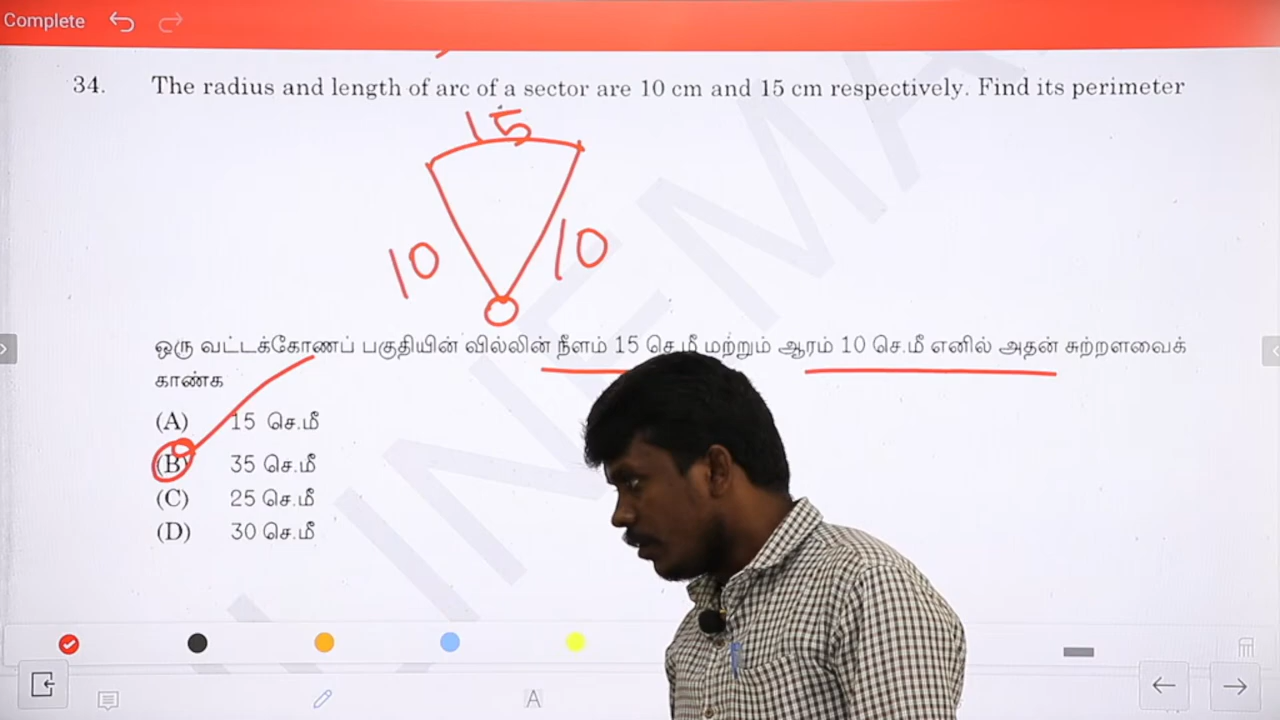 Complete
34. The radius and length of arc of a sector are 10 cm and 15 cm respectively. Find its perimeter
15
10 10
ஒரு வட்டக்கோணப் பகுதியின் வில்லின் நீளம் 15 செ.மீ மற்றும் ஆரம் 10 செ.மீ எனில் அதன் சுற்றளவைக்
காண்க
(A) 15 செ.மீ
(B) 35 செ.மீ
(C) 25 செ.மீ
(D) 30 செ.மீ
A